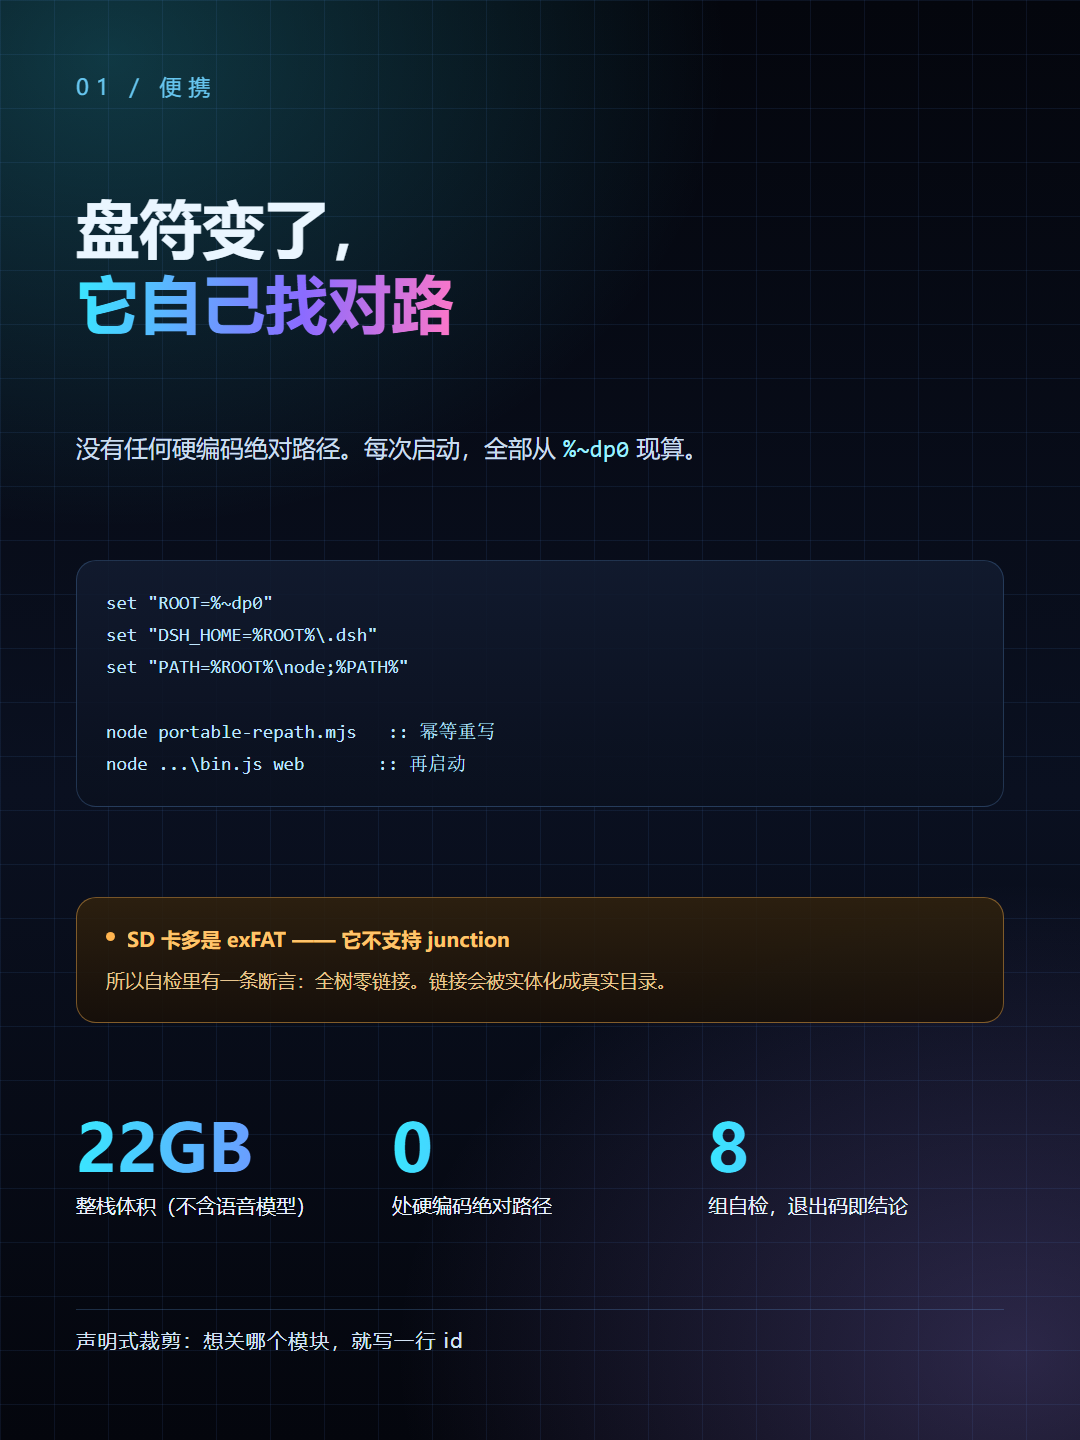 01 / 便携
盘符变了，
它自己找对路
没有任何硬编码绝对路径。每次启动，全部从 %~dp0 现算。
set "ROOT=%~dp0"
set "DSH_HOME=%ROOT%\.dsh"
set "PATH=%ROOT%\node;%PATH%"
node portable-repath.mjs   :: 幂等重写
node ...\bin.js web       :: 再启动
SD 卡多是 exFAT —— 它不支持 junction
所以自检里有一条断言：全树零链接。链接会被实体化成真实目录。
22GB
整栈体积（不含语音模型）
0
处硬编码绝对路径
8
组自检，退出码即结论
声明式裁剪：想关哪个模块，就写一行 id